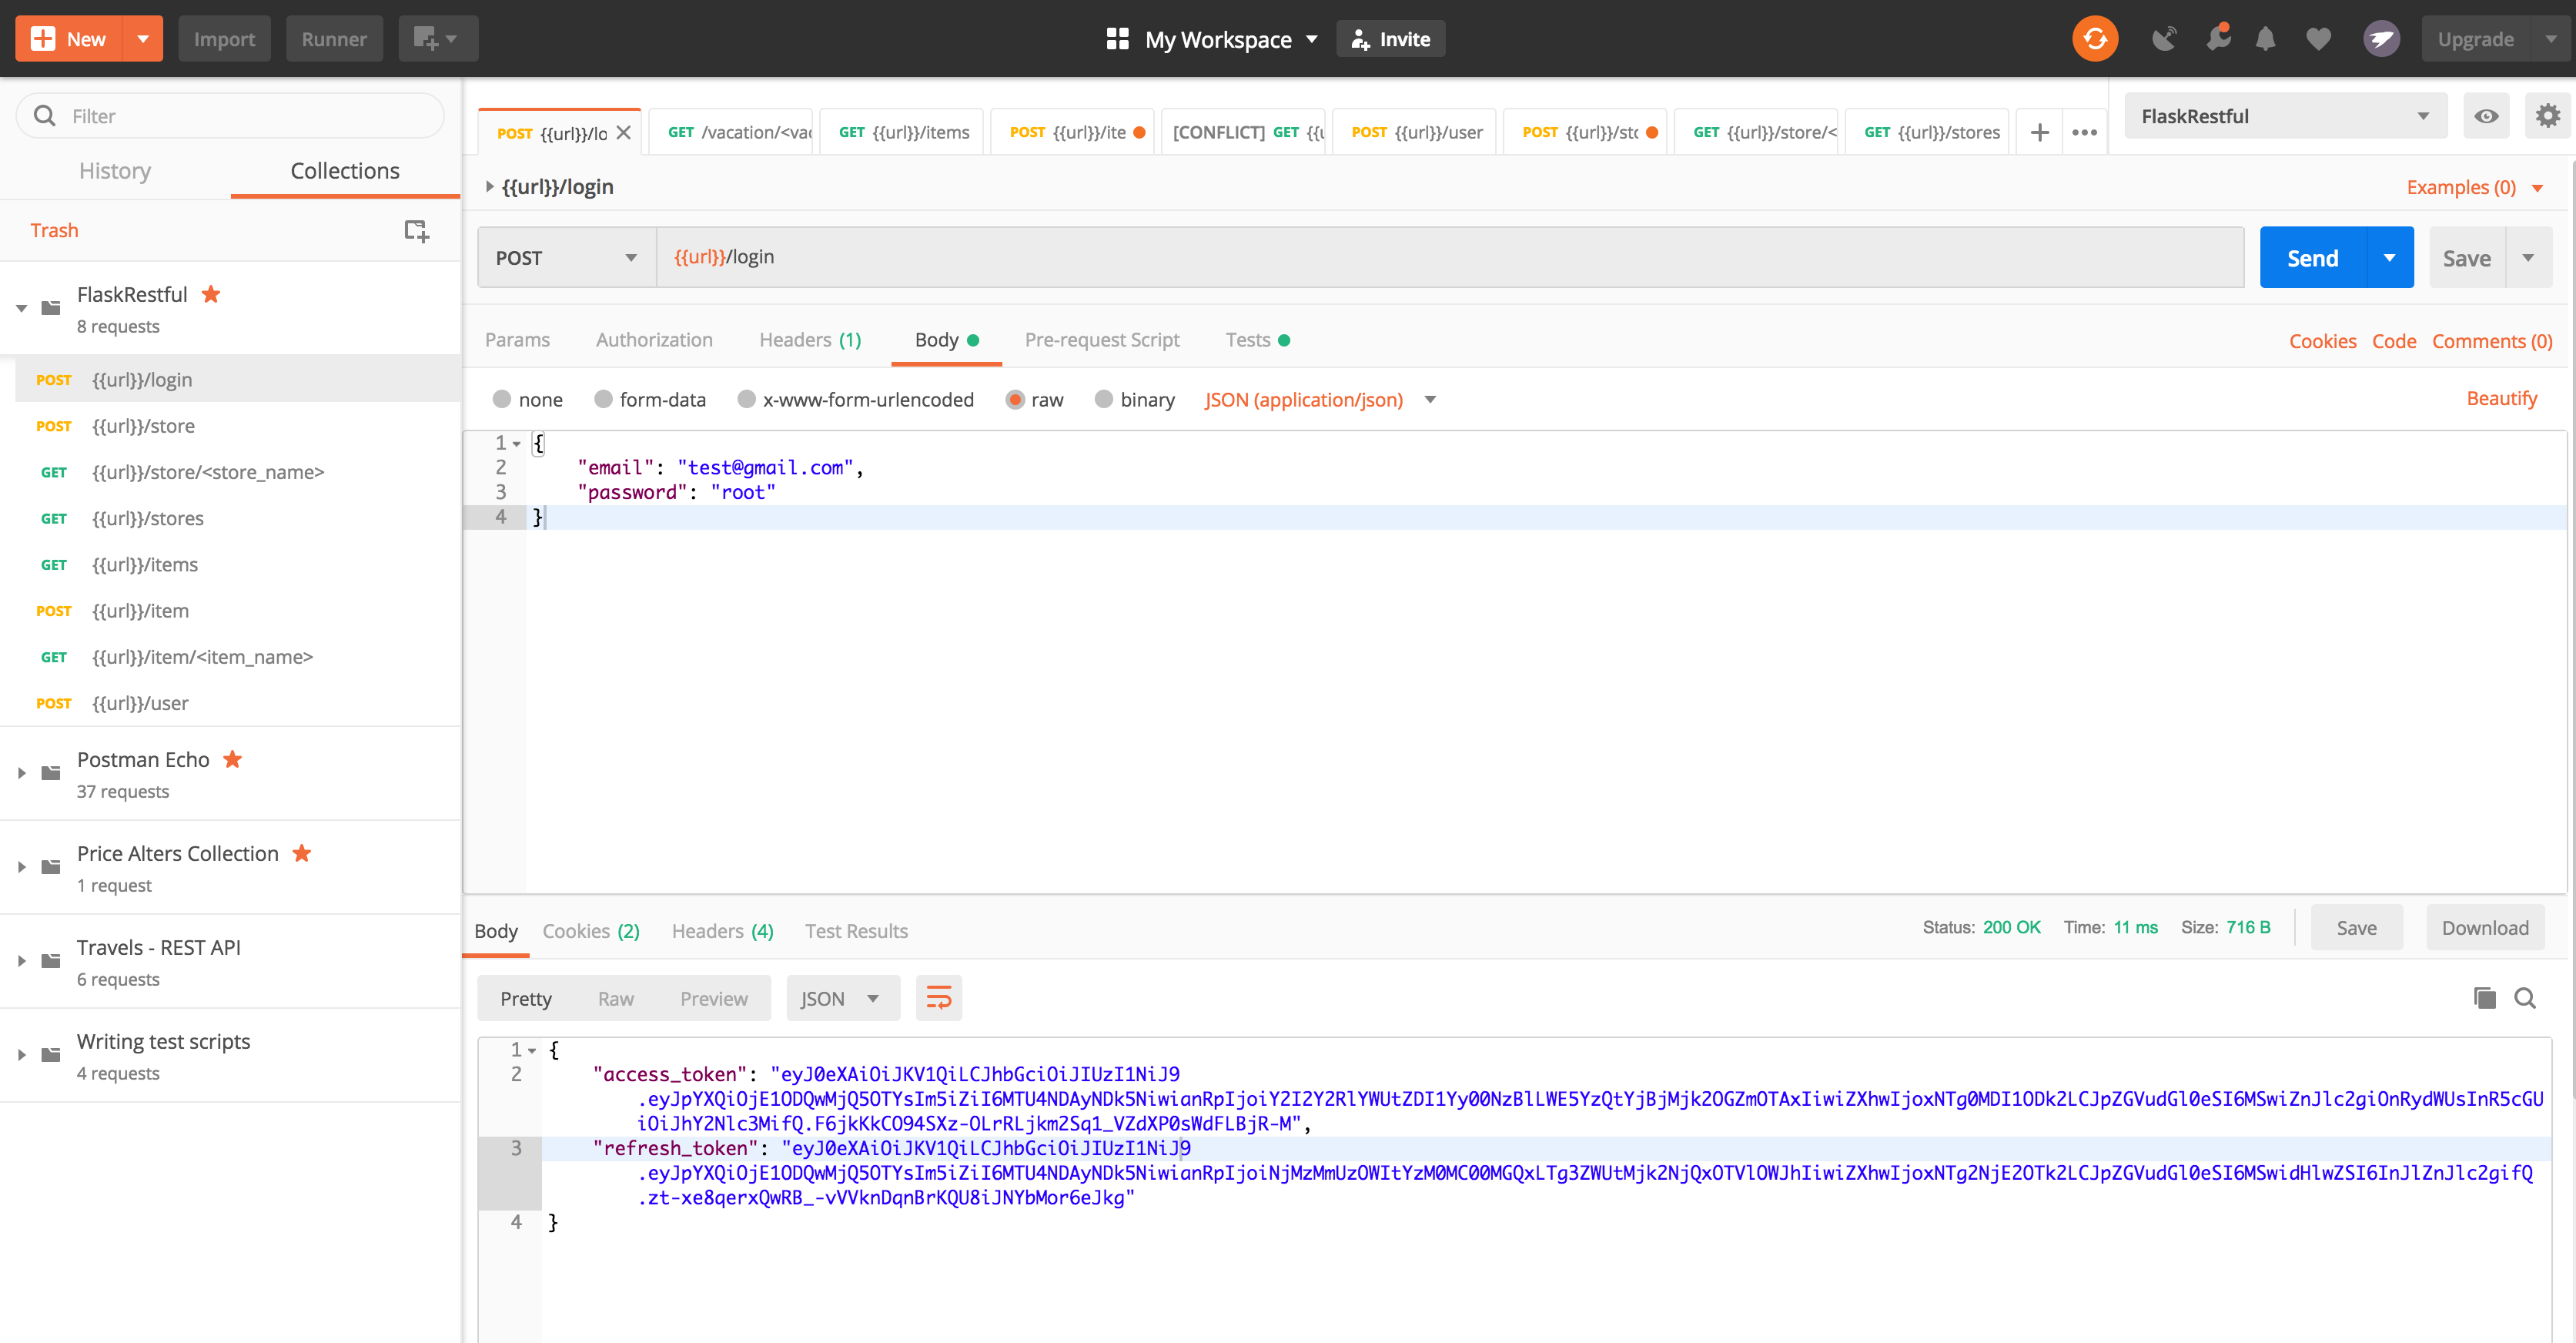 New
Import
Runner
My Workspace
Invite
Upgrade
Filter
History
Collections
Trash
FlaskRestful
8 requests
POST {{url}}/login
POST {{url}}/store
GET {{url}}/store/<store_name>
GET {{url}}/stores
GET {{url}}/items
POST {{url}}/item
GET {{url}}/item/<item_name>
POST {{url}}/user
Postman Echo
37 requests
Price Alters Collection
1 request
Travels - REST API
6 requests
Writing test scripts
4 requests
POST {{url}}/lo
GET /vacation/<va
GET {{url}}/items
POST {{url}}/ite
[CONFLICT] GET {{u
POST {{url}}/user
POST {{url}}/sto
GET {{url}}/store/<
GET {{url}}/stores
FlaskRestful
{{url}}/login
Examples (0)
POST
{{url}}/login
Send
Save
Params
Authorization
Headers (1)
Body
Pre-request Script
Tests
Cookies
Code
Comments (0)
none
form-data
x-www-form-urlencoded
raw
binary
JSON (application/json)
Beautify
1 {
2 "email": "test@gmail.com",
3 "password": "root"
4 }
Body
Cookies (2)
Headers (4)
Test Results
Status: 200 OK
Time: 11 ms
Size: 716 B
Save
Download
Pretty
Raw
Preview
JSON
1 {
2 "access_token": "eyJ0eXAiOiJKV1QiLCJhbGciOiJIUzI1NiJ9
.eyJpYXQiOjE1ODQwMjQ5OTYsIm5iZiI6MTU4NDAyNDk5NiwianRpIjoiY2I2Y2RlYWUtZDI1Yy00NzBlLWE5YzQtYjBjMjk2OGZmOTAxIiwiZXhwIjoxNTg0MDI1ODk2LCJpZGVudGl0eSI6MSwiZnJlc2giOnRydWUsInR5cGU
iOiJhY2Nlc3MifQ.F6jkKkCO94SXz-OLrRLjkm2Sq1_VZdXP0sWdFLBjR-M",
3 "refresh_token": "eyJ0eXAiOiJKV1QiLCJhbGciOiJIUzI1NiJ9
.eyJpYXQiOjE1ODQwMjQ5OTYsIm5iZiI6MTU4NDAyNDk5NiwianRpIjoiNjMzMmUzOWItYzM0MC00MGQxLTg3ZWUtMjk2NjQxOTVlOWJhIiwiZXhwIjoxNTg2NjE2OTk2LCJpZGVudGl0eSI6MSwidHlwZSI6InJlZnJlc2gifQ
.zt-xe8qerxQwRB_-vVVknDqnBrKQU8iJNYbMor6eJkg"
4 }